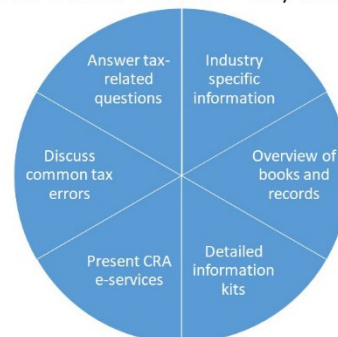 Answer tax-
related
questions
Industry
specific
information
Overview of
books and
records
Detailed
information
kits
Present CRA
e-services
Discuss
common tax
errors